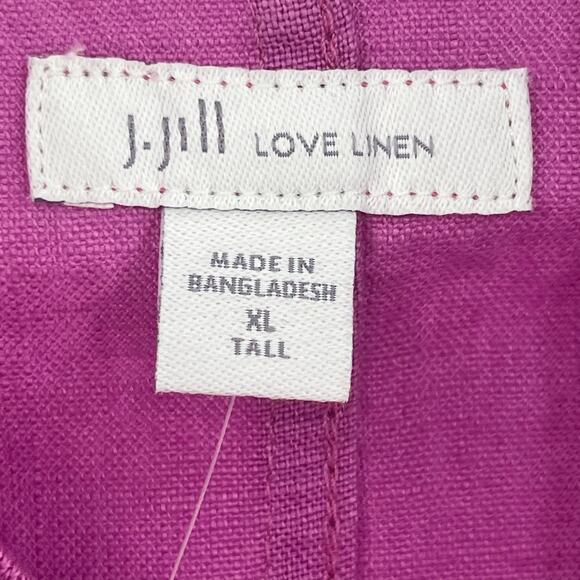 J.Jill LOVE LINEN
MADE IN
BANGLADESH
XL
TALL